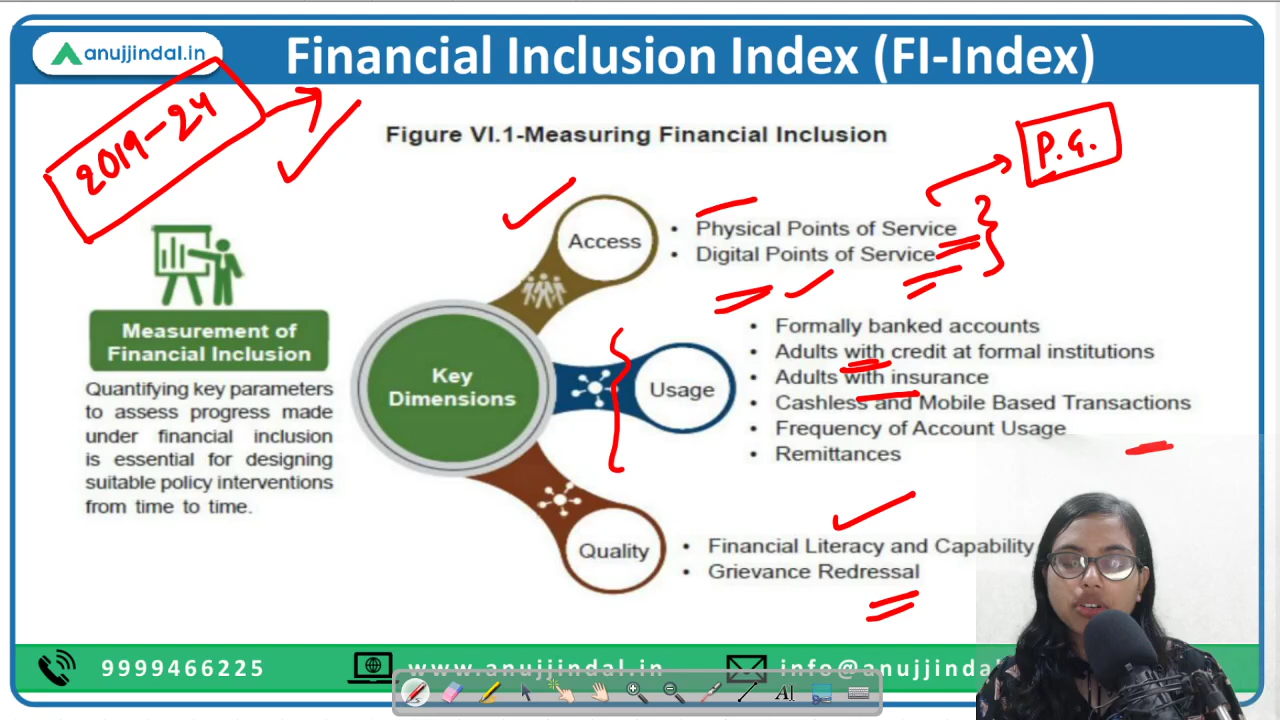 anujjindal.in
Financial Inclusion Index (FI-Index)
2019-24
Figure VI.1-Measuring Financial Inclusion
P.G.
Access
• Physical Points of Service
• Digital Points of Service
Measurement of
Financial Inclusion
Quantifying key parameters
to assess progress made
under financial inclusion
is essential for designing
suitable policy interventions
from time to time.
Key
Dimensions
Usage
• Formally banked accounts
• Adults with credit at formal institutions
• Adults with insurance
• Cashless and Mobile Based Transactions
• Frequency of Account Usage
• Remittances
Quality
• Financial Literacy and Capability
• Grievance Redressal
9999466225
www.anujjindal.in
info@anujjinda
AI